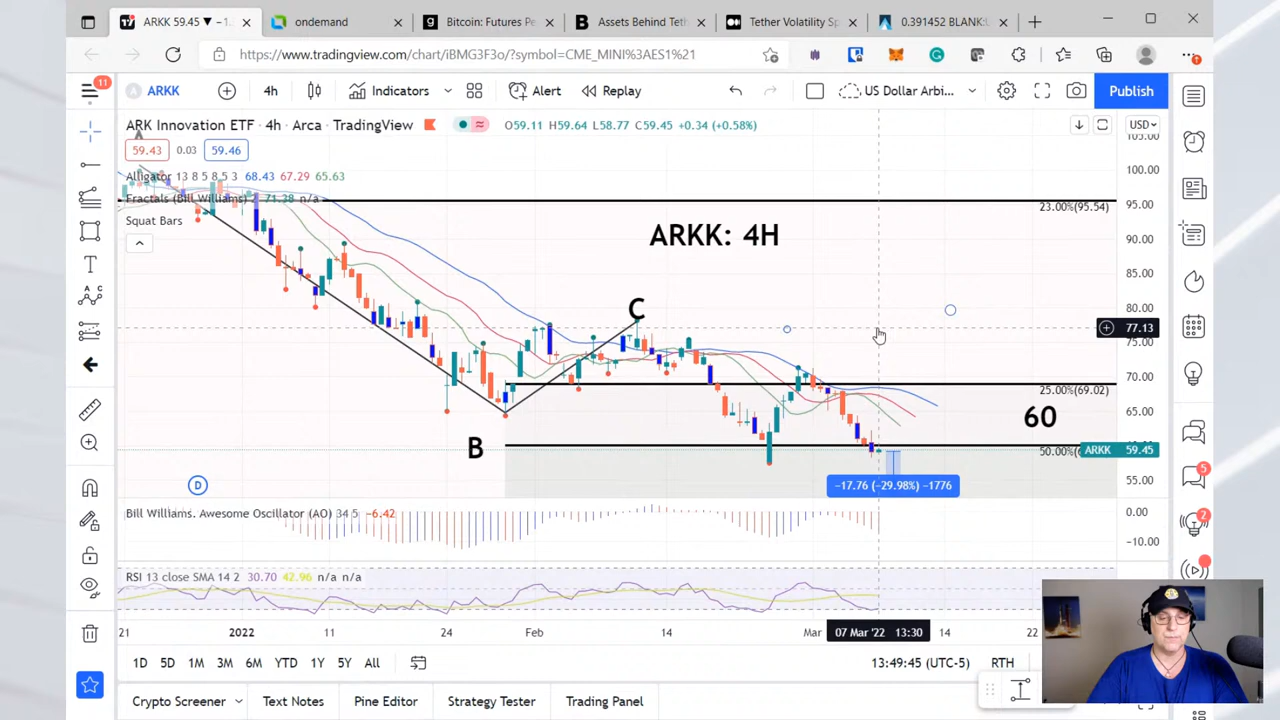 ARKK 59.45 ▼ −1.
ondemand
Bitcoin: Futures Pe
Assets Behind Teth
Tether Volatility Sp
0.391452 BLANK:
https://www.tradingview.com/chart/iBMG3F3o/?symbol=CME_MINI%3AES1%21
11
ARKK
4h
Indicators
Alert
Replay
US Dollar Arbi...
Publish
ARK Innovation ETF · 4h · Arca · TradingView
O59.11 H59.64 L58.77 C59.45 +0.34 (+0.58%)
USD
105.00
59.43
0.03
59.46
Alligator 13 8 5 8 5 3 68.43 67.29 65.63
100.00
Fractals (Bill Williams) 2 71.38 n/a
Squat Bars
23.00%(95.54)
95.00
ARKK: 4H
90.00
85.00
C
80.00
77.13
75.00
70.00
25.00%(69.02)
65.00
60
B
50.00%(
ARKK 59.45
D
−17.76 (−29.98%) −1776
55.00
Bill Williams. Awesome Oscillator (AO) 34 5 −6.42
0.00
−10.00
5
2
RSI 13 close SMA 14 2 30.70 42.96 n/a n/a
21
2022
11
24
Feb
14
Mar
07 Mar '22 13:30
14
22
1D
5D
1M
3M
6M
YTD
1Y
5Y
All
13:49:45 (UTC-5)
RTH
Crypto Screener
Text Notes
Pine Editor
Strategy Tester
Trading Panel